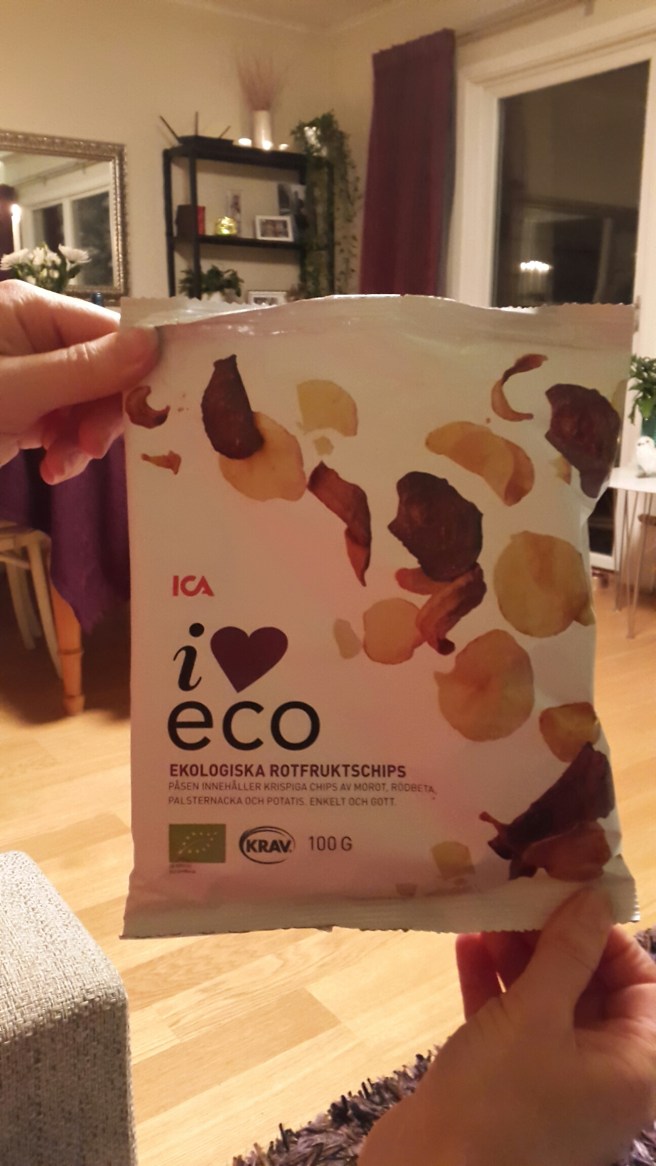 ICA
i
eco
EKOLOGISKA ROTFRUKTSCHIPS
PÅSEN INNEHÅLLER KRISPIGA CHIPS AV MOROT, RÖDBETA,
PALSTERNACKA OCH POTATIS. ENKELT OCH GOTT.
KRAV 100 G